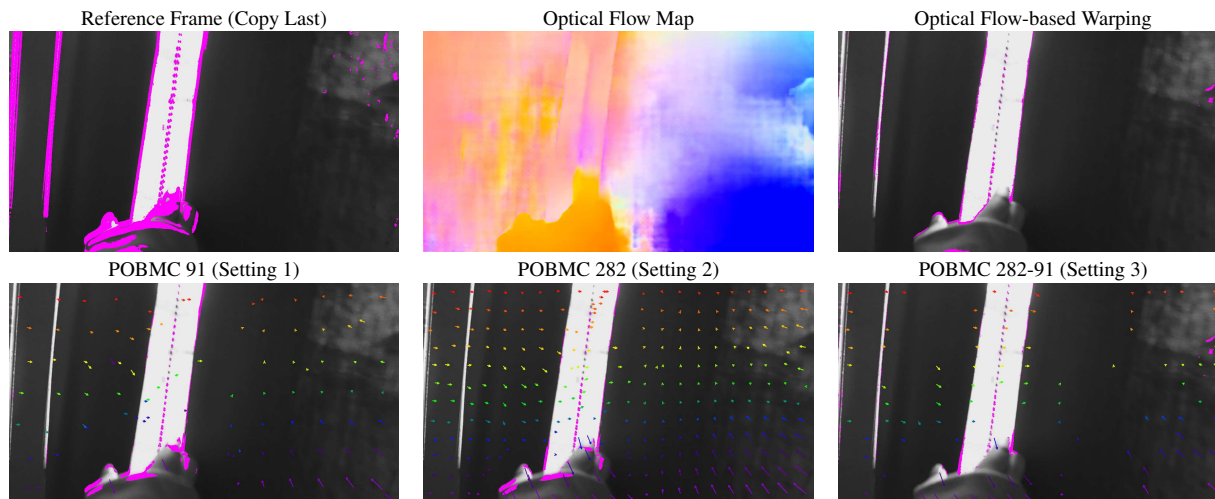 Reference Frame (Copy Last)
Optical Flow Map
Optical Flow-based Warping
POBMC 91 (Setting 1)
POBMC 282 (Setting 2)
POBMC 282-91 (Setting 3)